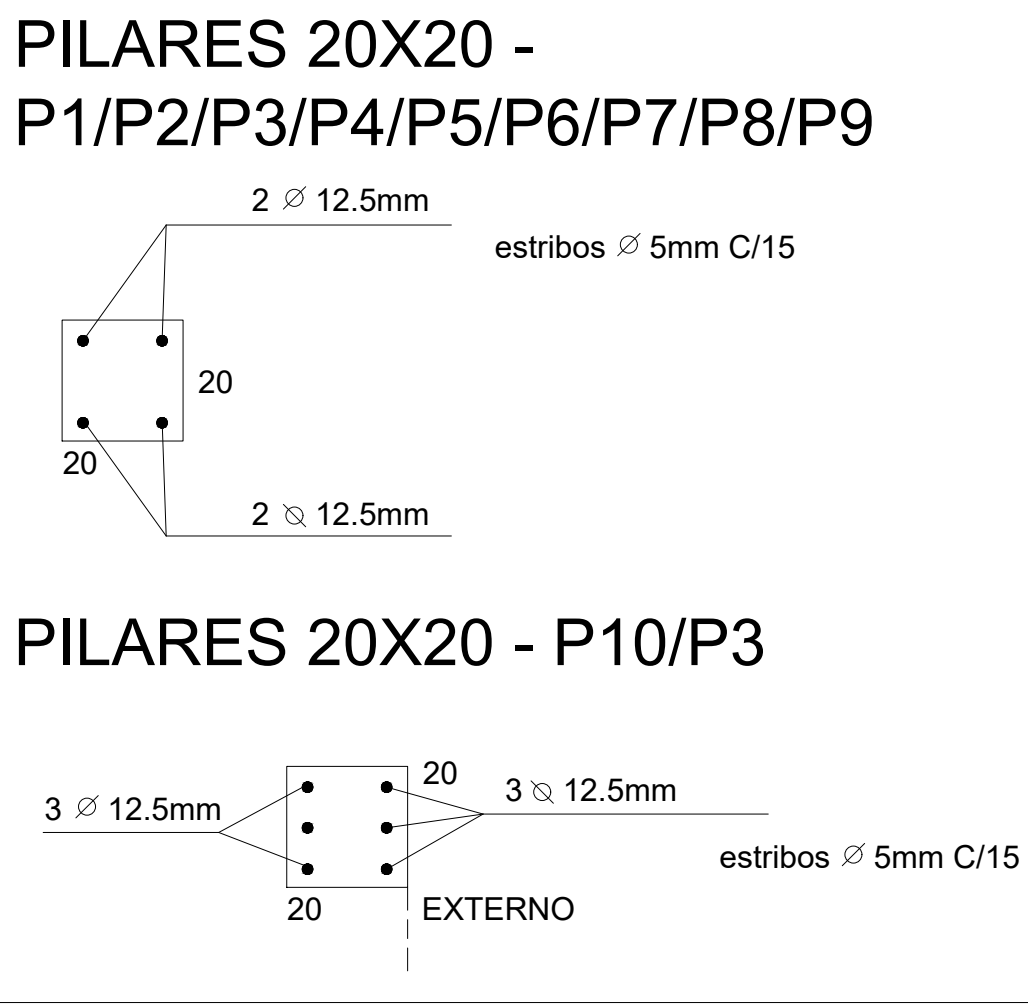 PILARES 20X20 -
P1/P2/P3/P4/P5/P6/P7/P8/P9
2 ∅ 12.5mm
estribos ∅ 5mm C/15
20
20
2 ∅ 12.5mm
PILARES 20X20 - P10/P3
20
3 ∅ 12.5mm
3 ∅ 12.5mm
estribos ∅ 5mm C/15
20
EXTERNO